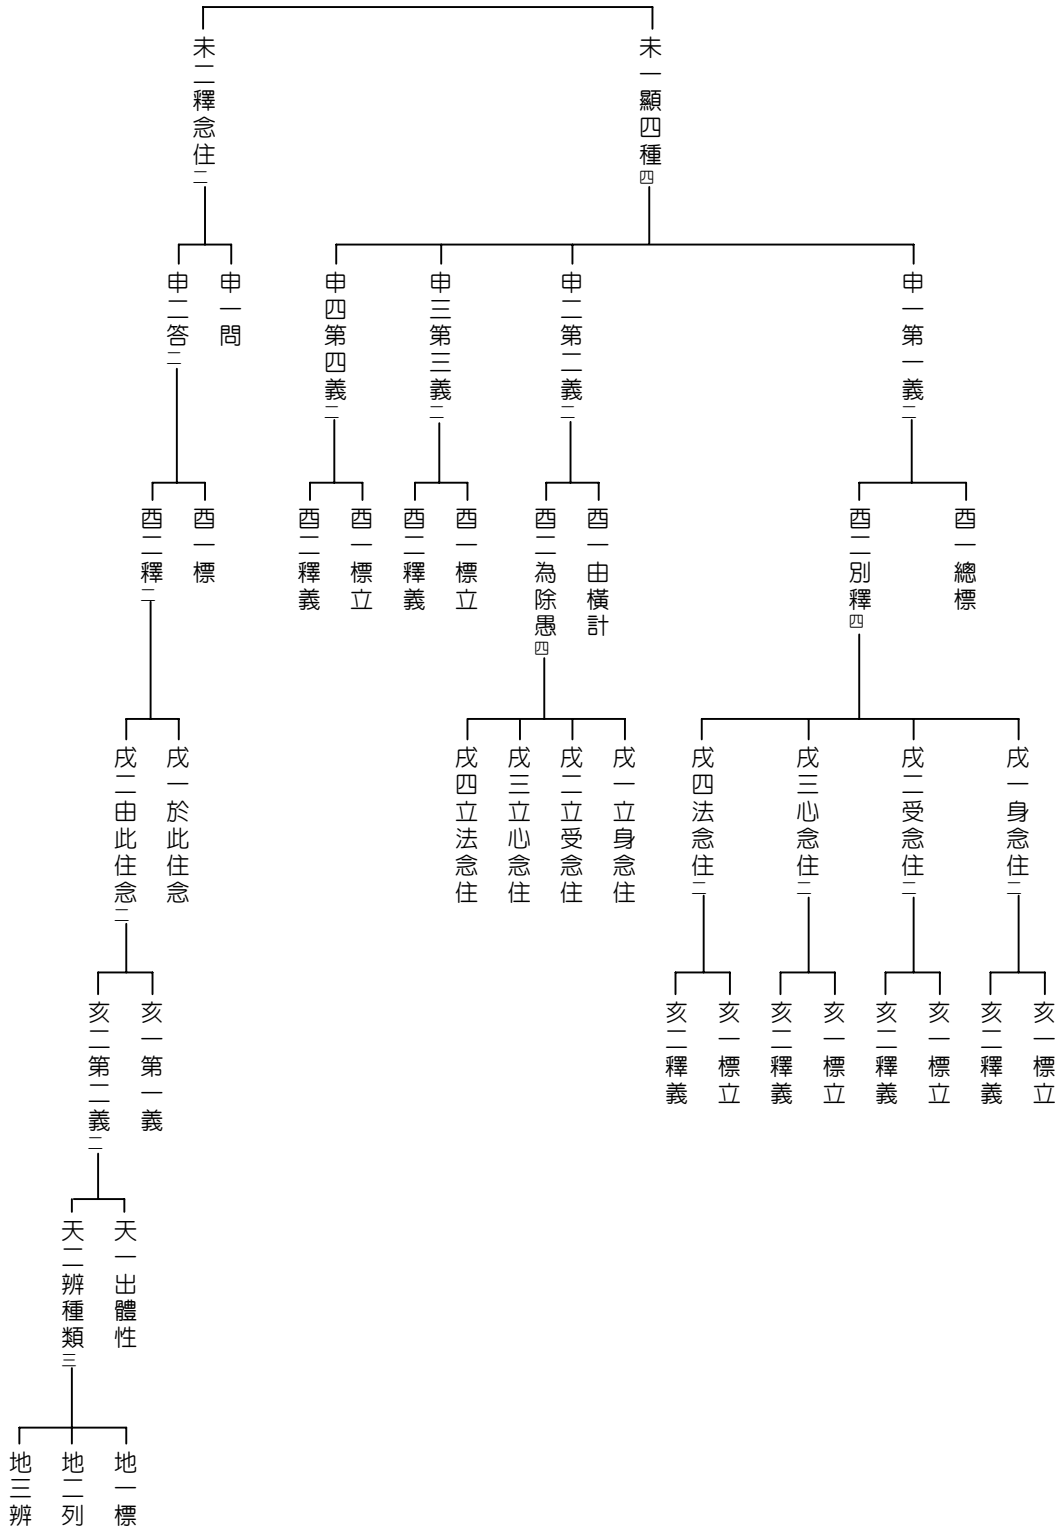 未一顯四種四
未二釋念住二
申一第一義二
申二第二義二
申三第三義二
申四第四義二
申一問
申二答二
酉一總標
酉二別釋四
酉一由橫計
酉二為除愚四
酉一標立
酉二釋義
酉一標立
酉二釋義
酉一標
酉二釋二
戌一身念住二
戌二受念住二
戌三心念住二
戌四法念住二
戌一立身念住
戌二立受念住
戌三立心念住
戌四立法念住
戌一於此住念
戌二由此住念二
亥一標立
亥二釋義
亥一標立
亥二釋義
亥一標立
亥二釋義
亥一標立
亥二釋義
亥一第一義
亥二第二義二
天一出體性
天二辨種類三
地一標
地二列
地三辨